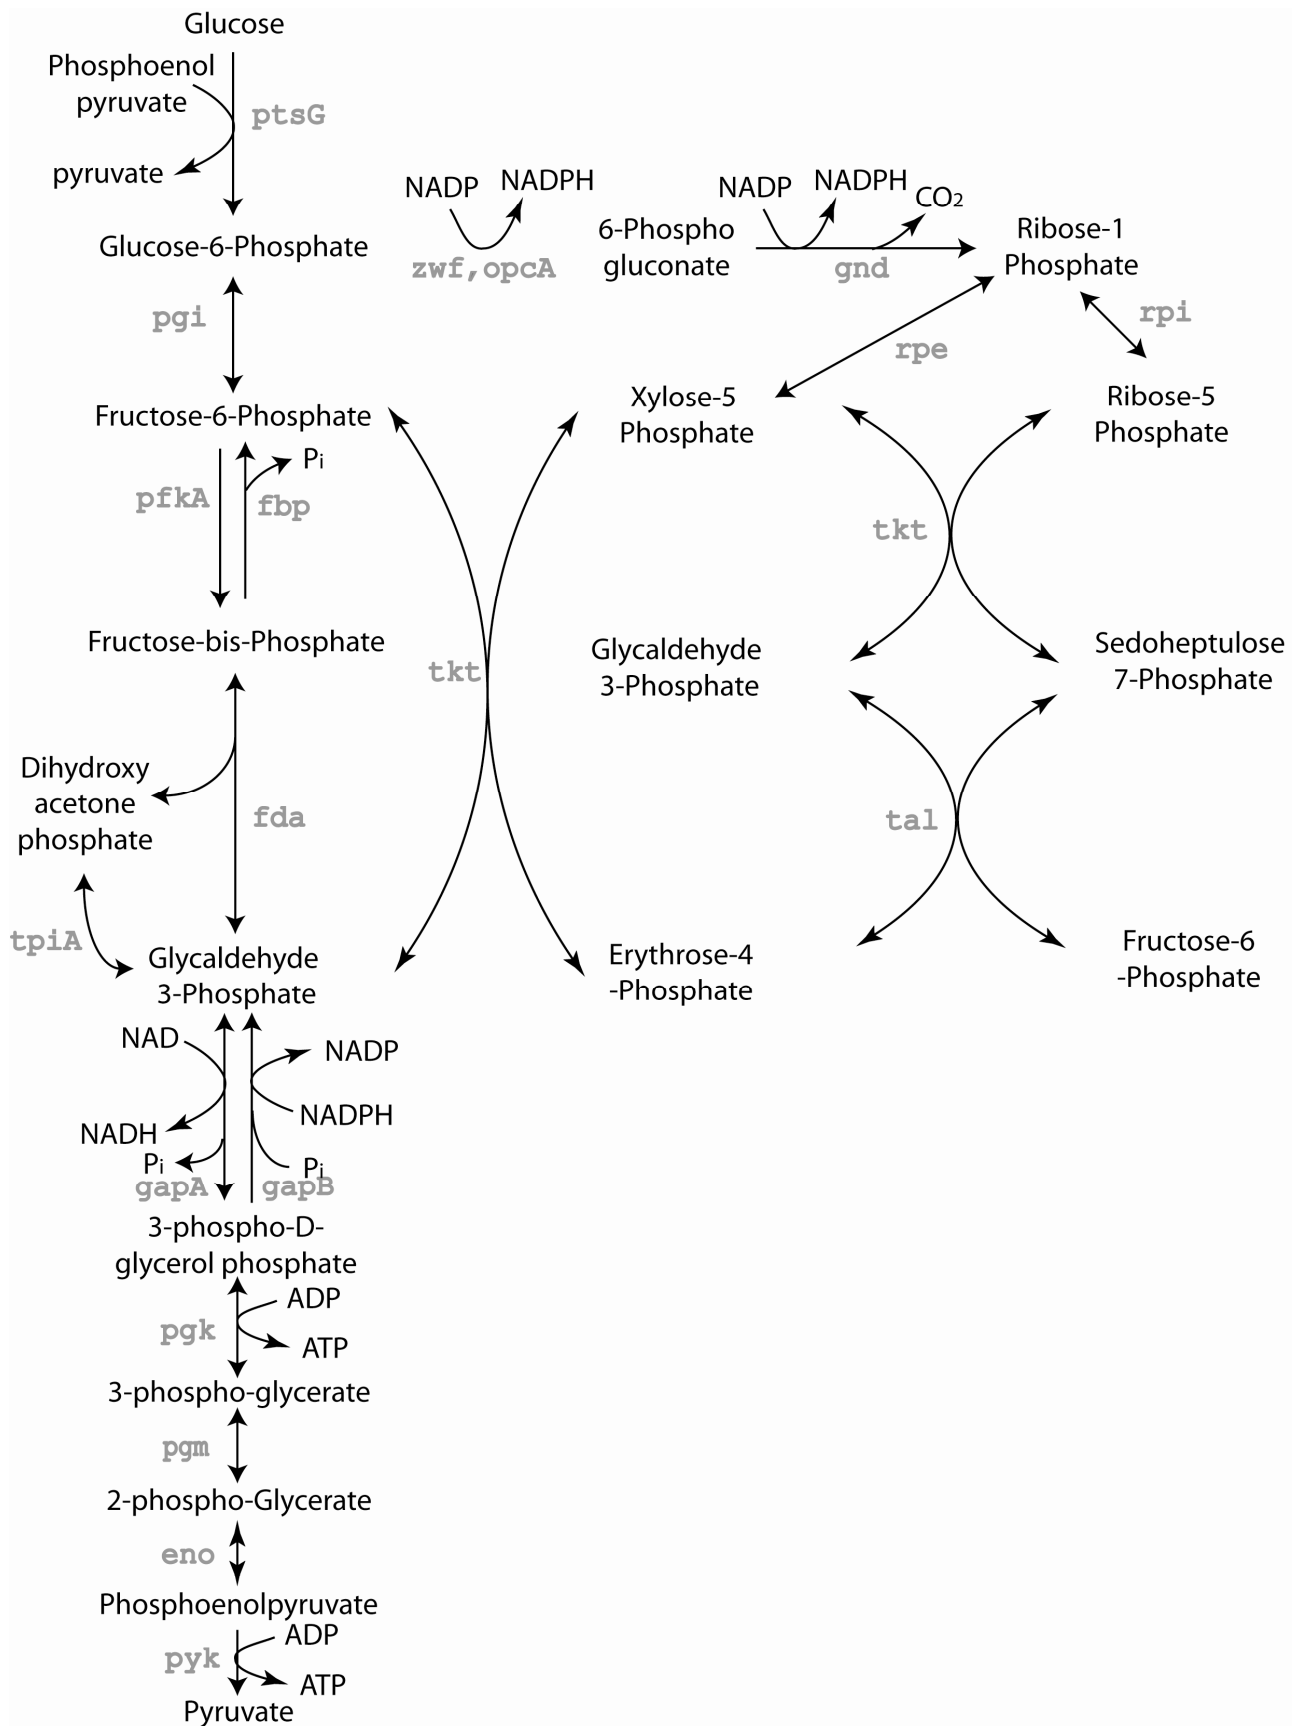 Glucose
Phosphoenol
pyruvate
ptsG
pyruvate
NADP
NADPH
NADP
NADPH
CO2
Glucose-6-Phosphate
zwf,opcA
6-Phospho
gluconate
gnd
Ribose-1
Phosphate
pgi
rpe
rpi
Fructose-6-Phosphate
Xylose-5
Phosphate
Ribose-5
Phosphate
Pi
pfkA
fbp
tkt
Fructose-bis-Phosphate
tkt
Glycaldehyde
3-Phosphate
Sedoheptulose
7-Phosphate
Dihydroxy
acetone
phosphate
fda
tal
tpiA
Glycaldehyde
3-Phosphate
Erythrose-4
-Phosphate
Fructose-6
-Phosphate
NAD
NADP
NADPH
NADH
Pi
Pi
gapA
gapB
3-phospho-D-
glycerol phosphate
ADP
pgk
ATP
3-phospho-glycerate
pgm
2-phospho-Glycerate
eno
Phosphoenolpyruvate
ADP
pyk
ATP
Pyruvate